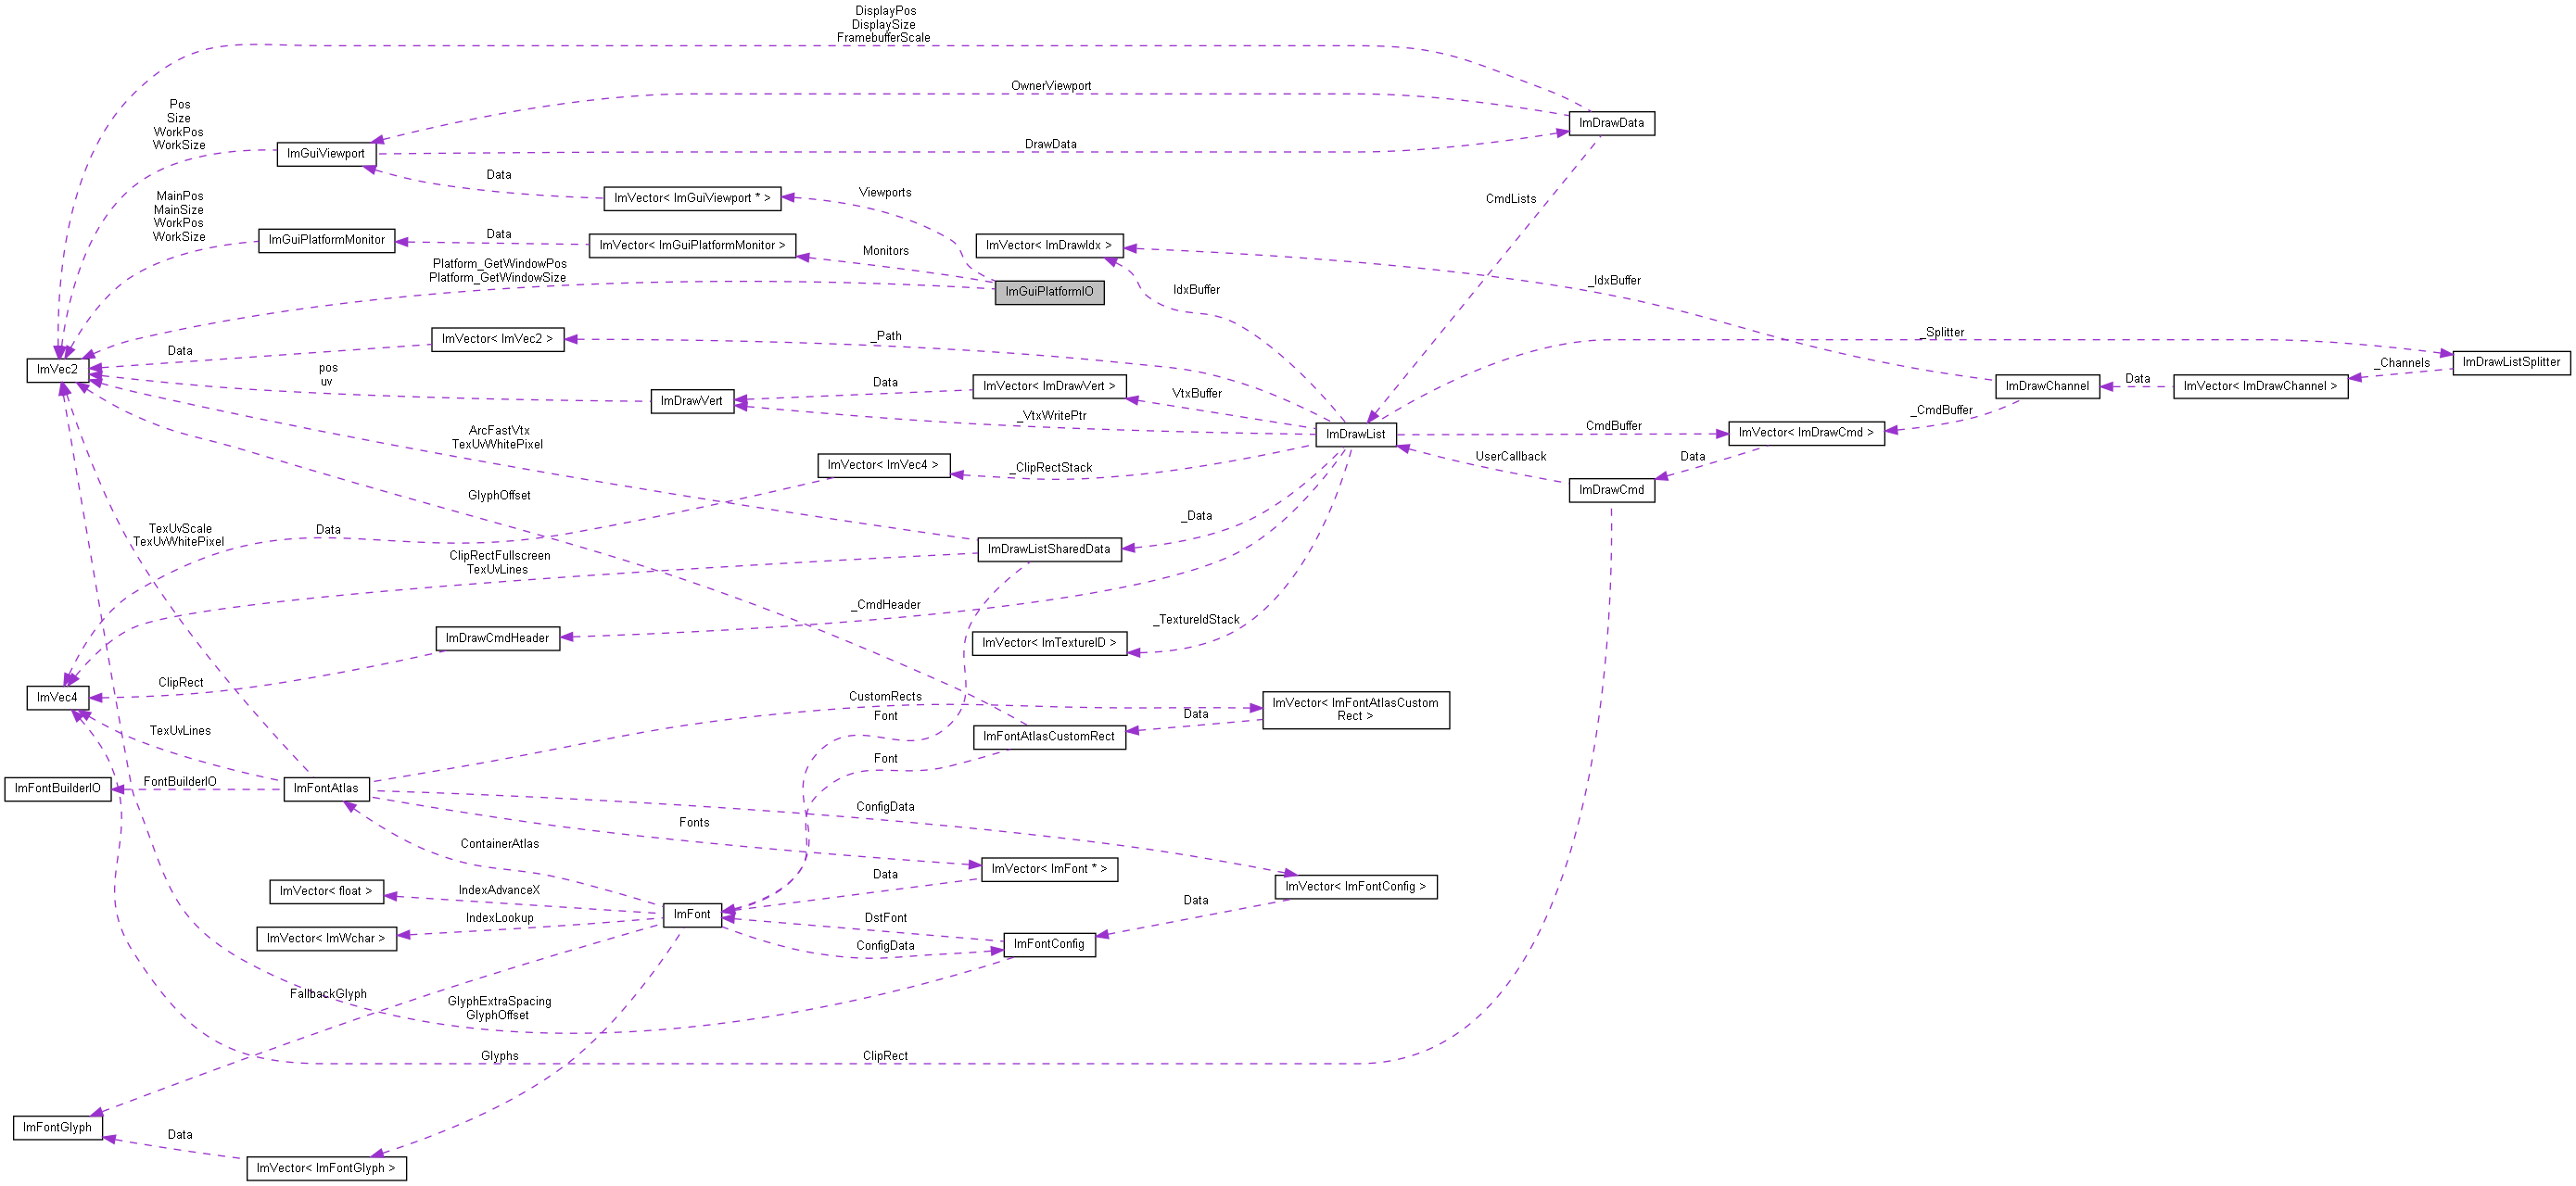 DisplayPos
DisplaySize
FramebufferScale
OwnerViewport
Pos
Size
WorkPos
WorkSize
ImDrawData
ImGuiViewport
DrawData
Data
ImVector< ImGuiViewport * >
Viewports
CmdLists
MainPos
MainSize
WorkPos
WorkSize
ImGuiPlatformMonitor
Data
ImVector< ImGuiPlatformMonitor >
Monitors
ImVector< ImDrawIdx >
Platform_GetWindowPos
Platform_GetWindowSize
ImGuiPlatformIO
IdxBuffer
_IdxBuffer
ImVector< ImVec2 >
_Path
_Splitter
Data
ImVec2
pos
uv
ImDrawVert
Data
ImVector< ImDrawVert >
VtxBuffer
_VtxWritePtr
ImDrawListSplitter
_Channels
ImDrawChannel
Data
ImVector< ImDrawChannel >
_CmdBuffer
ImDrawList
CmdBuffer
ImVector< ImDrawCmd >
ArcFastVtx
TexUvWhitePixel
ImVector< ImVec4 >
_ClipRectStack
UserCallback
Data
ImDrawCmd
GlyphOffset
_Data
TexUvScale
TexUvWhitePixel
Data
ClipRectFullscreen
TexUvLines
ImDrawListSharedData
_CmdHeader
_TextureIdStack
ImDrawCmdHeader
ImVector< ImTextureID >
ClipRect
ImVec4
CustomRects
ImVector< ImFontAtlasCustom
Rect >
Font
Data
TexUvLines
ImFontAtlasCustomRect
Font
ImFontBuilderIO
FontBuilderIO
ImFontAtlas
ConfigData
Fonts
ContainerAtlas
ImVector< ImFont * >
Data
ImVector< ImFontConfig >
ImVector< float >
IndexAdvanceX
ImFont
Data
IndexLookup
DstFont
ImVector< ImWchar >
ConfigData
ImFontConfig
FallbackGlyph
GlyphExtraSpacing
GlyphOffset
Glyphs
ClipRect
ImFontGlyph
Data
ImVector< ImFontGlyph >